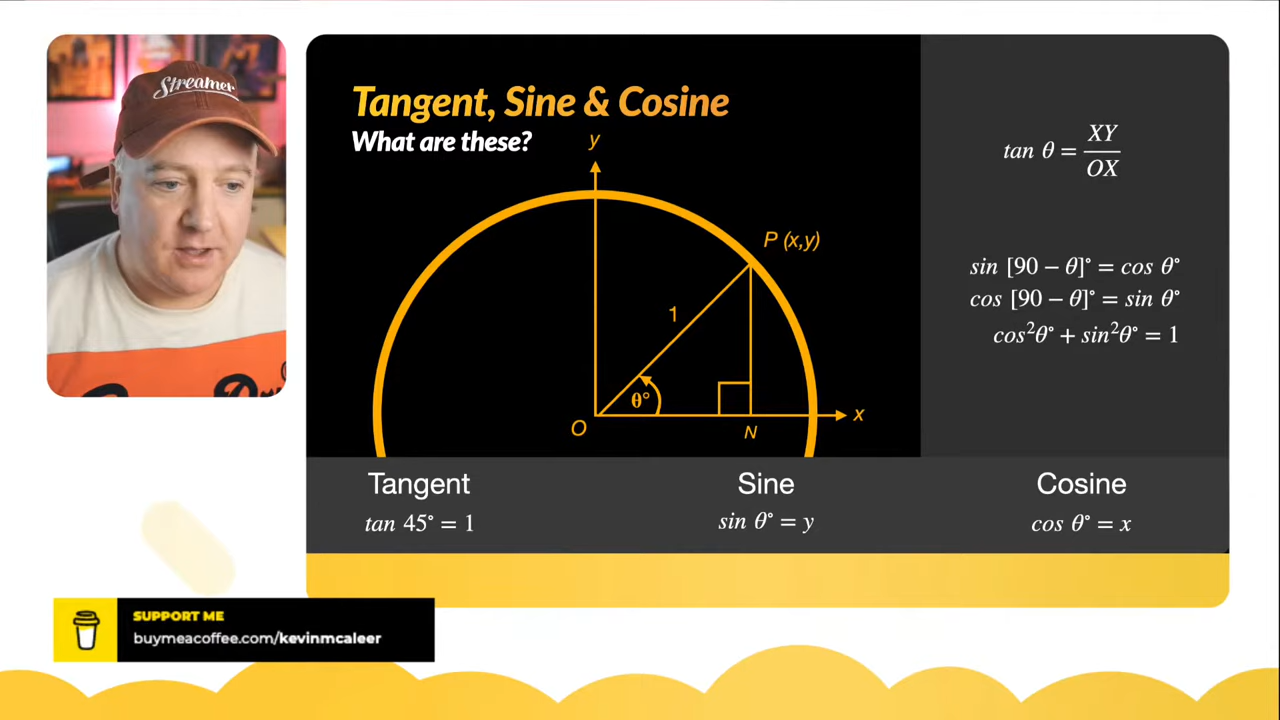 Streamer
Tangent, Sine & Cosine
What are these?
y
P (x,y)
1
θ°
O
N
x
tan θ = XY/OX
sin [90 − θ]° = cos θ°
cos [90 − θ]° = sin θ°
cos²θ° + sin²θ° = 1
Tangent
tan 45° = 1
Sine
sin θ° = y
Cosine
cos θ° = x
SUPPORT ME
buymeacoffee.com/kevinmcaleer